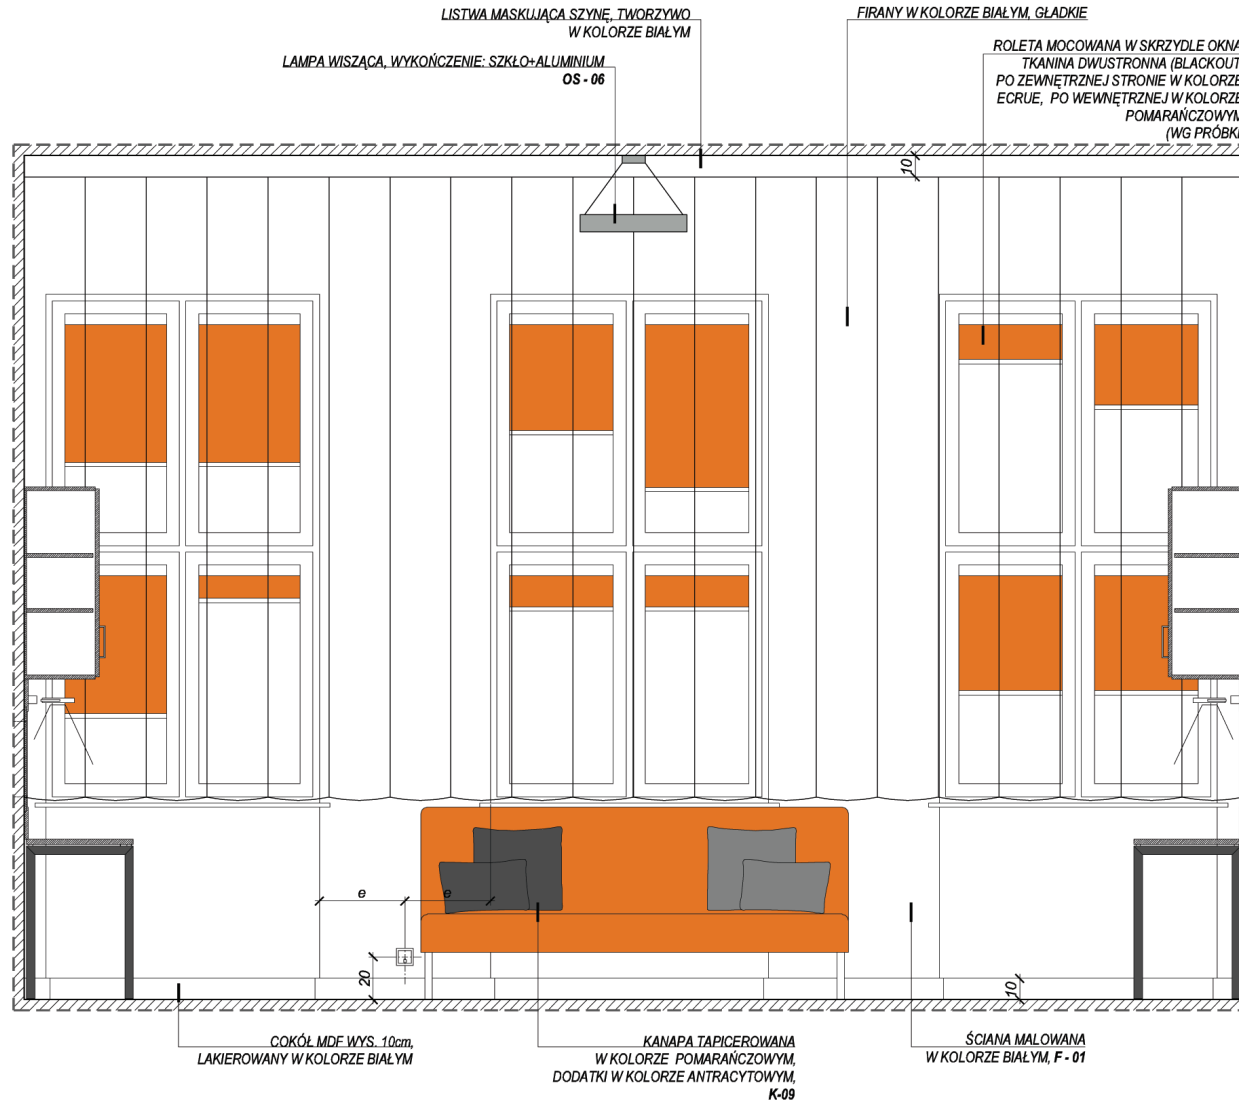 LISTWA MASKUJĄCA SZYNĘ, TWORZYWO
W KOLORZE BIAŁYM
FIRANY W KOLORZE BIAŁYM, GŁADKIE
LAMPA WISZĄCA, WYKOŃCZENIE: SZKŁO+ALUMINIUM
OS - 06
ROLETA MOCOWANA W SKRZYDLE OKNA
TKANINA DWUSTRONNA (BLACKOUT
PO ZEWNĘTRZNEJ STRONIE W KOLORZE
ECRUE, PO WEWNĘTRZNEJ W KOLORZE
POMARAŃCZOWYM
(WG PRÓBKI
10
e
e
20
10
COKÓŁ MDF WYS. 10cm,
LAKIEROWANY W KOLORZE BIAŁYM
KANAPA TAPICEROWANA
W KOLORZE POMARAŃCZOWYM,
DODATKI W KOLORZE ANTRACYTOWYM,
K-09
ŚCIANA MALOWANA
W KOLORZE BIAŁYM, F - 01